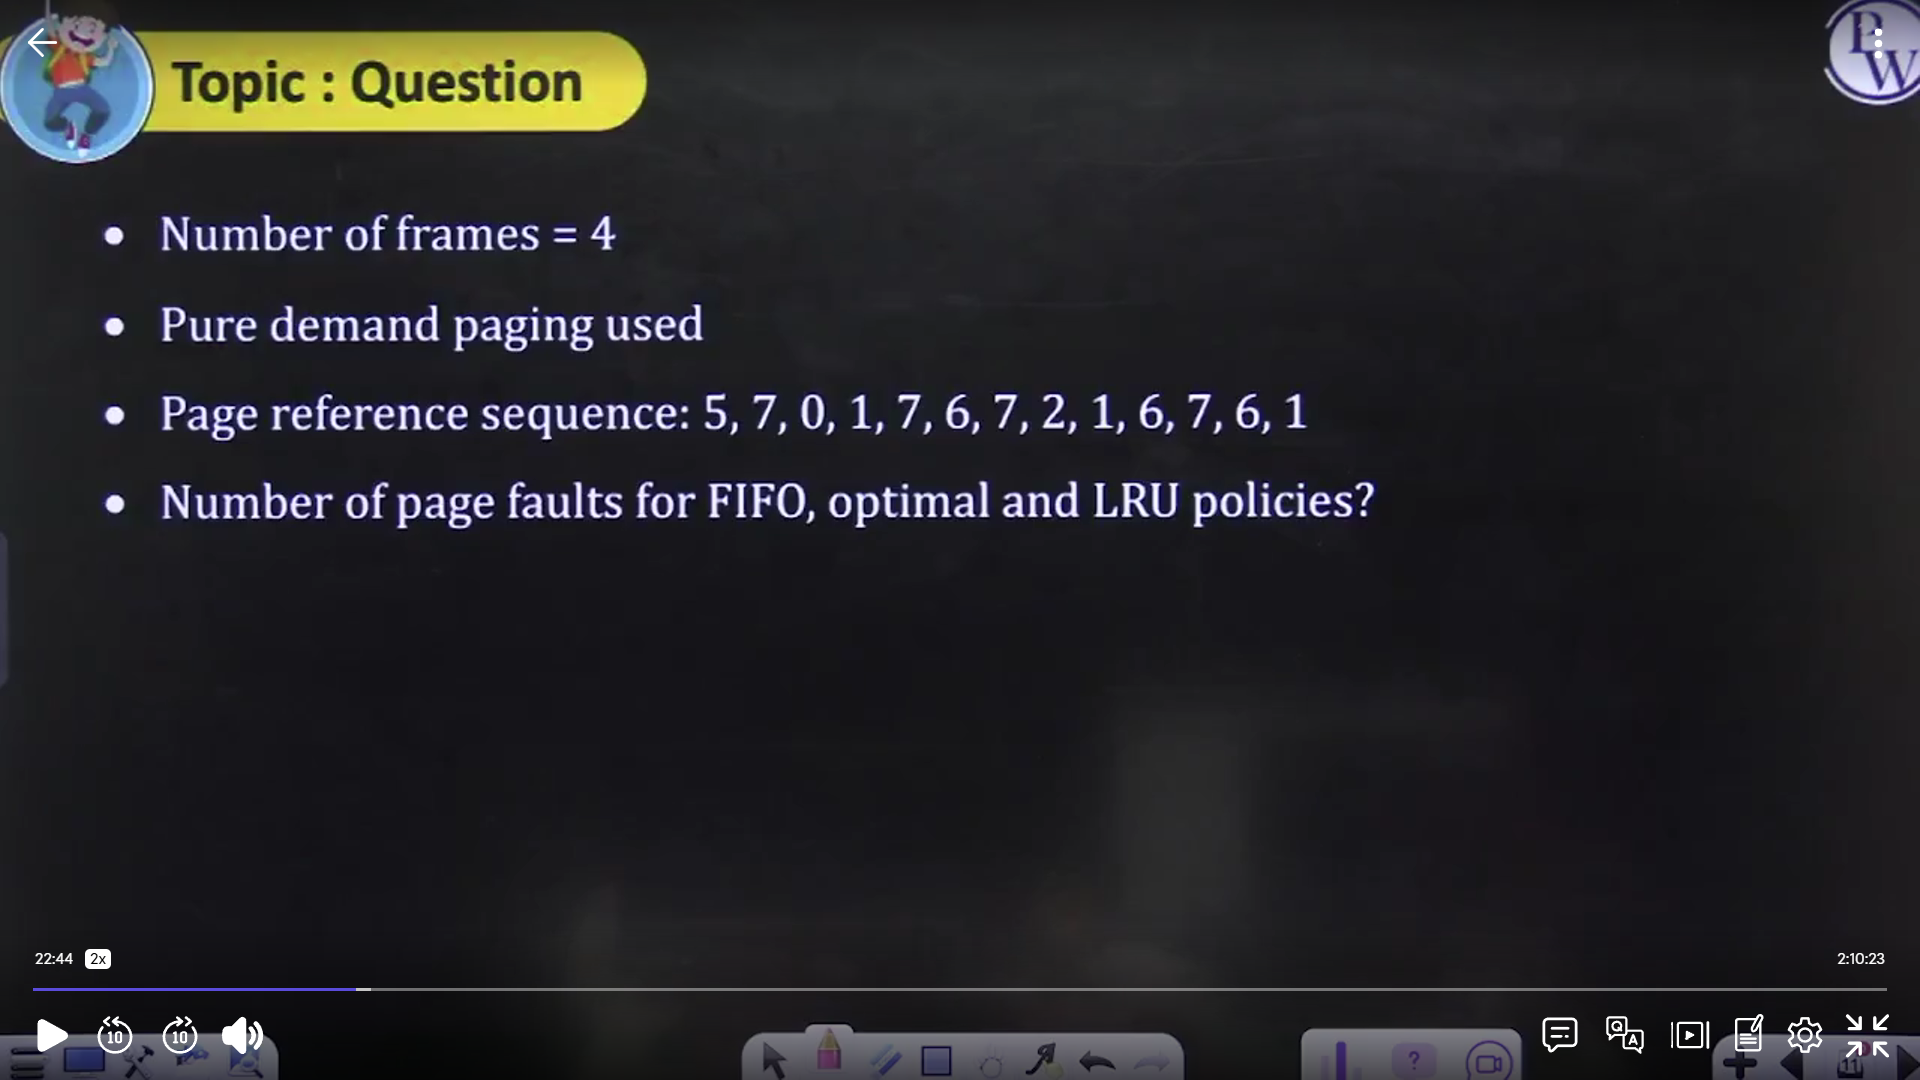 Topic : Question
PW
• Number of frames = 4
• Pure demand paging used
• Page reference sequence: 5, 7, 0, 1, 7, 6, 7, 2, 1, 6, 7, 6, 1
• Number of page faults for FIFO, optimal and LRU policies?
22:44 2x
2:10:23
10 10
Q A
?
11